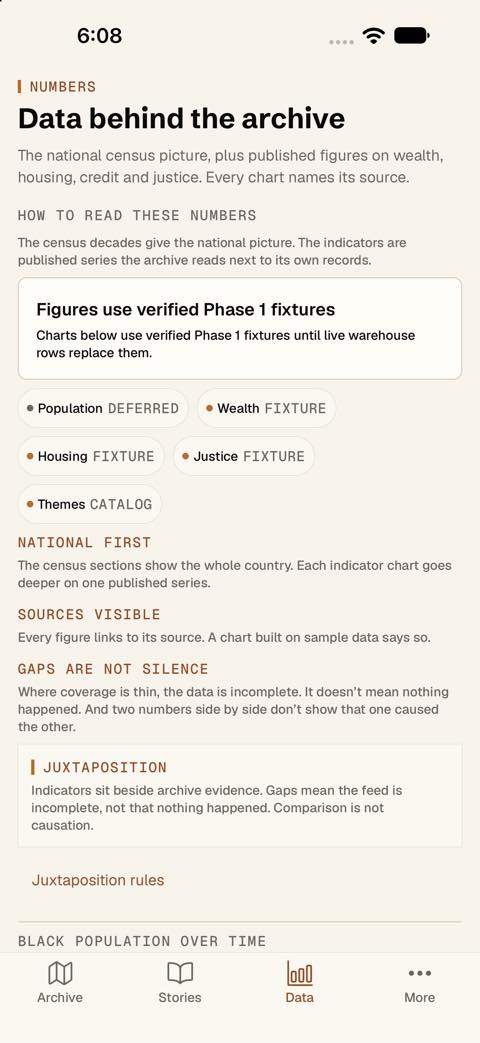 6:08
NUMBERS
Data behind the archive
The national census picture, plus published figures on wealth,
housing, credit and justice. Every chart names its source.
HOW TO READ THESE NUMBERS
The census decades give the national picture. The indicators are
published series the archive reads next to its own records.
Figures use verified Phase 1 fixtures
Charts below use verified Phase 1 fixtures until live warehouse
rows replace them.
Population DEFERRED
Wealth FIXTURE
Housing FIXTURE
Justice FIXTURE
Themes CATALOG
NATIONAL FIRST
The census sections show the whole country. Each indicator chart goes
deeper on one published series.
SOURCES VISIBLE
Every figure links to its source. A chart built on sample data says so.
GAPS ARE NOT SILENCE
Where coverage is thin, the data is incomplete. It doesn’t mean nothing
happened. And two numbers side by side don’t show that one caused
the other.
JUXTAPOSITION
Indicators sit beside archive evidence. Gaps mean the feed is
incomplete, not that nothing happened. Comparison is not
causation.
Juxtaposition rules
BLACK POPULATION OVER TIME
Archive
Stories
Data
More